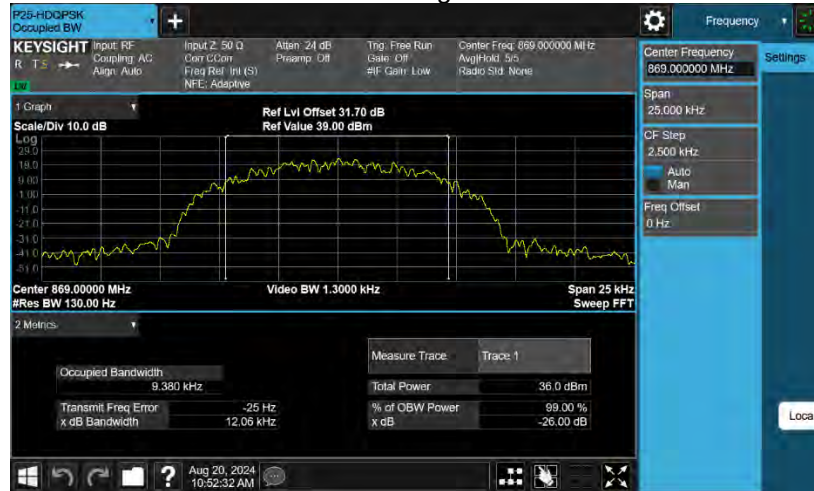 P25-HDQPSK
Occupied BW
Frequency
KEYSIGHT
R T S
Input: RF
Coupling: AC
Align: Auto
Input Z: 50 Ω
Corr CCorr
Freq Ref: Int (S)
NFE: Adaptive
Atten: 24 dB
Preamp: Off
Trig: Free Run
Gate: Off
#IF Gain: Low
Center Freq: 869.000000 MHz
Avg|Hold: 5/5
Radio Std: None
1 Graph
Scale/Div 10.0 dB
Ref Lvl Offset 31.70 dB
Ref Value 39.00 dBm
Log
29.0
19.0
9.00
-1.00
-11.0
-21.0
-31.0
-41.0
-51.0
Center 869.00000 MHz
#Res BW 130.00 Hz
Video BW 1.3000 kHz
Span 25 kHz
Sweep FFT
2 Metrics
Measure Trace
Trace 1
Occupied Bandwidth
9.380 kHz
Total Power
36.0 dBm
Transmit Freq Error
-25 Hz
% of OBW Power
99.00 %
x dB Bandwidth
12.06 kHz
x dB
-26.00 dB
Center Frequency
869.000000 MHz
Settings
Span
25.000 kHz
CF Step
2.500 kHz
Auto
Man
Freq Offset
0 Hz
Loca
?
Aug 20, 2024
10:52:32 AM